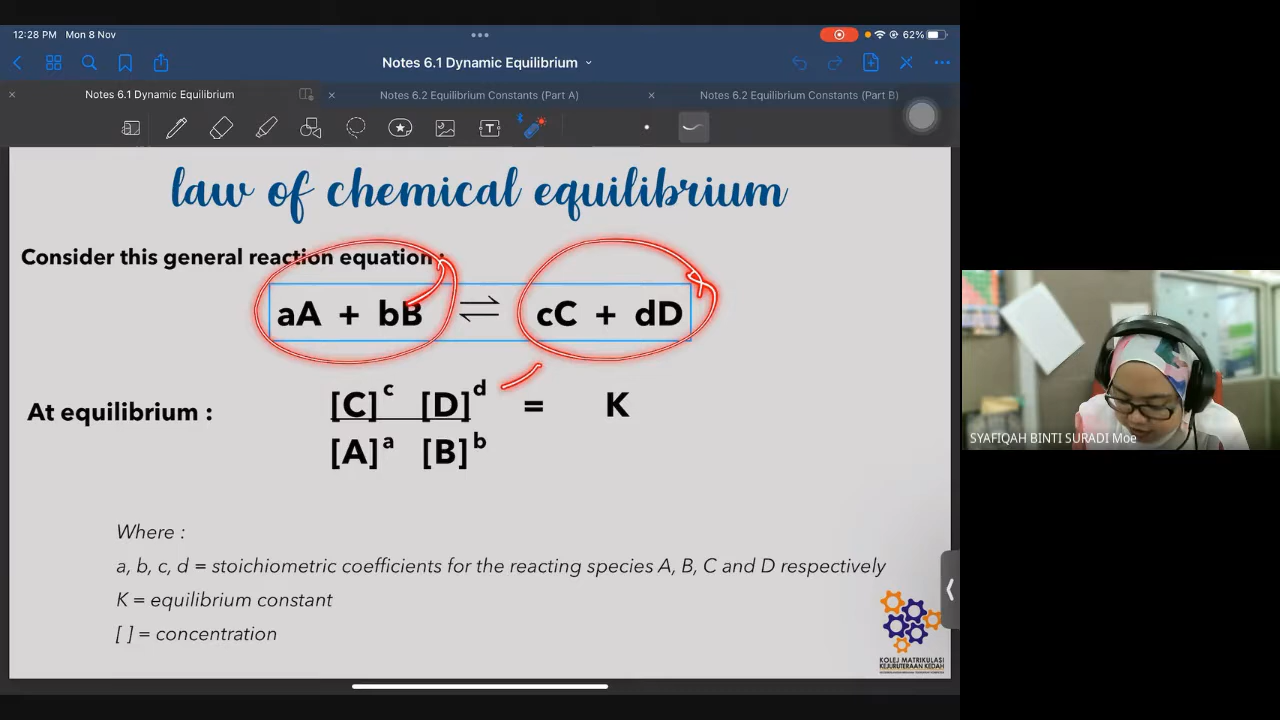 12:28 PM Mon 8 Nov
62%
Notes 6.1 Dynamic Equilibrium
Notes 6.1 Dynamic Equilibrium
Notes 6.2 Equilibrium Constants (Part A)
Notes 6.2 Equilibrium Constants (Part B)
law of chemical equilibrium
Consider this general reaction equation :
aA + bB ⇌ cC + dD
At equilibrium :
[C]^c [D]^d = K
[A]^a [B]^b
Where :
a, b, c, d = stoichiometric coefficients for the reacting species A, B, C and D respectively
K = equilibrium constant
[ ] = concentration
KOLEJ MATRIKULASI
KEJURUTERAAN KEDAH
SYAFIQAH BINTI SURADI Moe